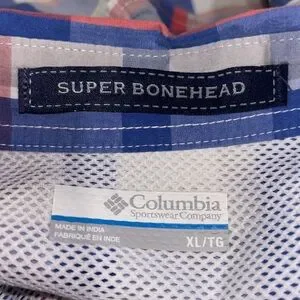 SUPER BONEHEAD
Columbia
Sportswear Company
MADE IN INDIA
FABRIQUÉ EN INDE
XL/TG